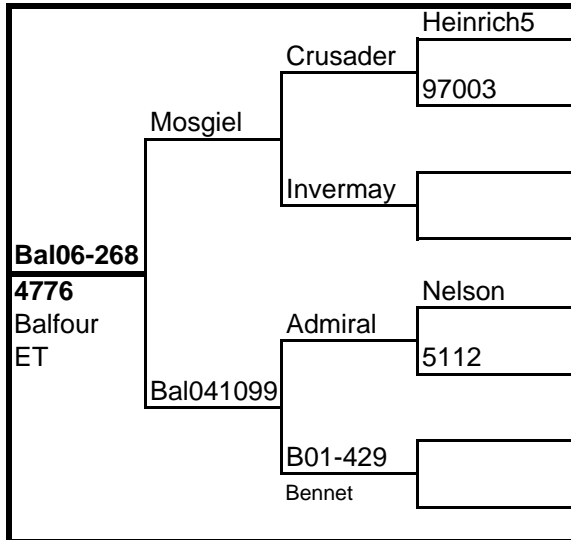 Heinrich5
Crusader
97003
Mosgiel
Invermay
Bal06-268
4776
Balfour
ET
Nelson
Admiral
5112
Bal041099
B01-429
Bennet